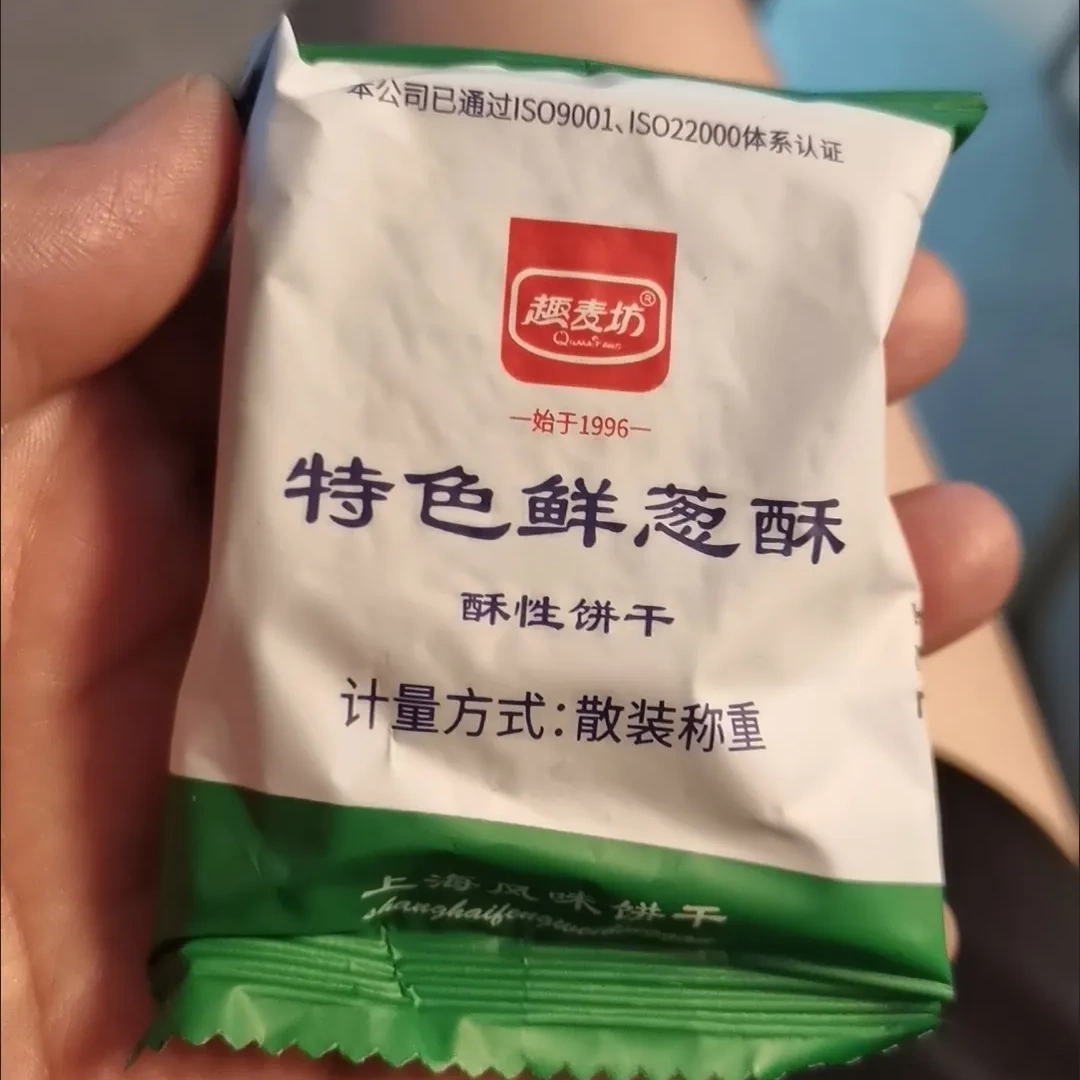 本公司已通过ISO9001、ISO22000体系认证
趣麦坊®
—始于1996—
特色鲜葱酥
酥性饼干
计量方式:散装称重
上海风味饼干